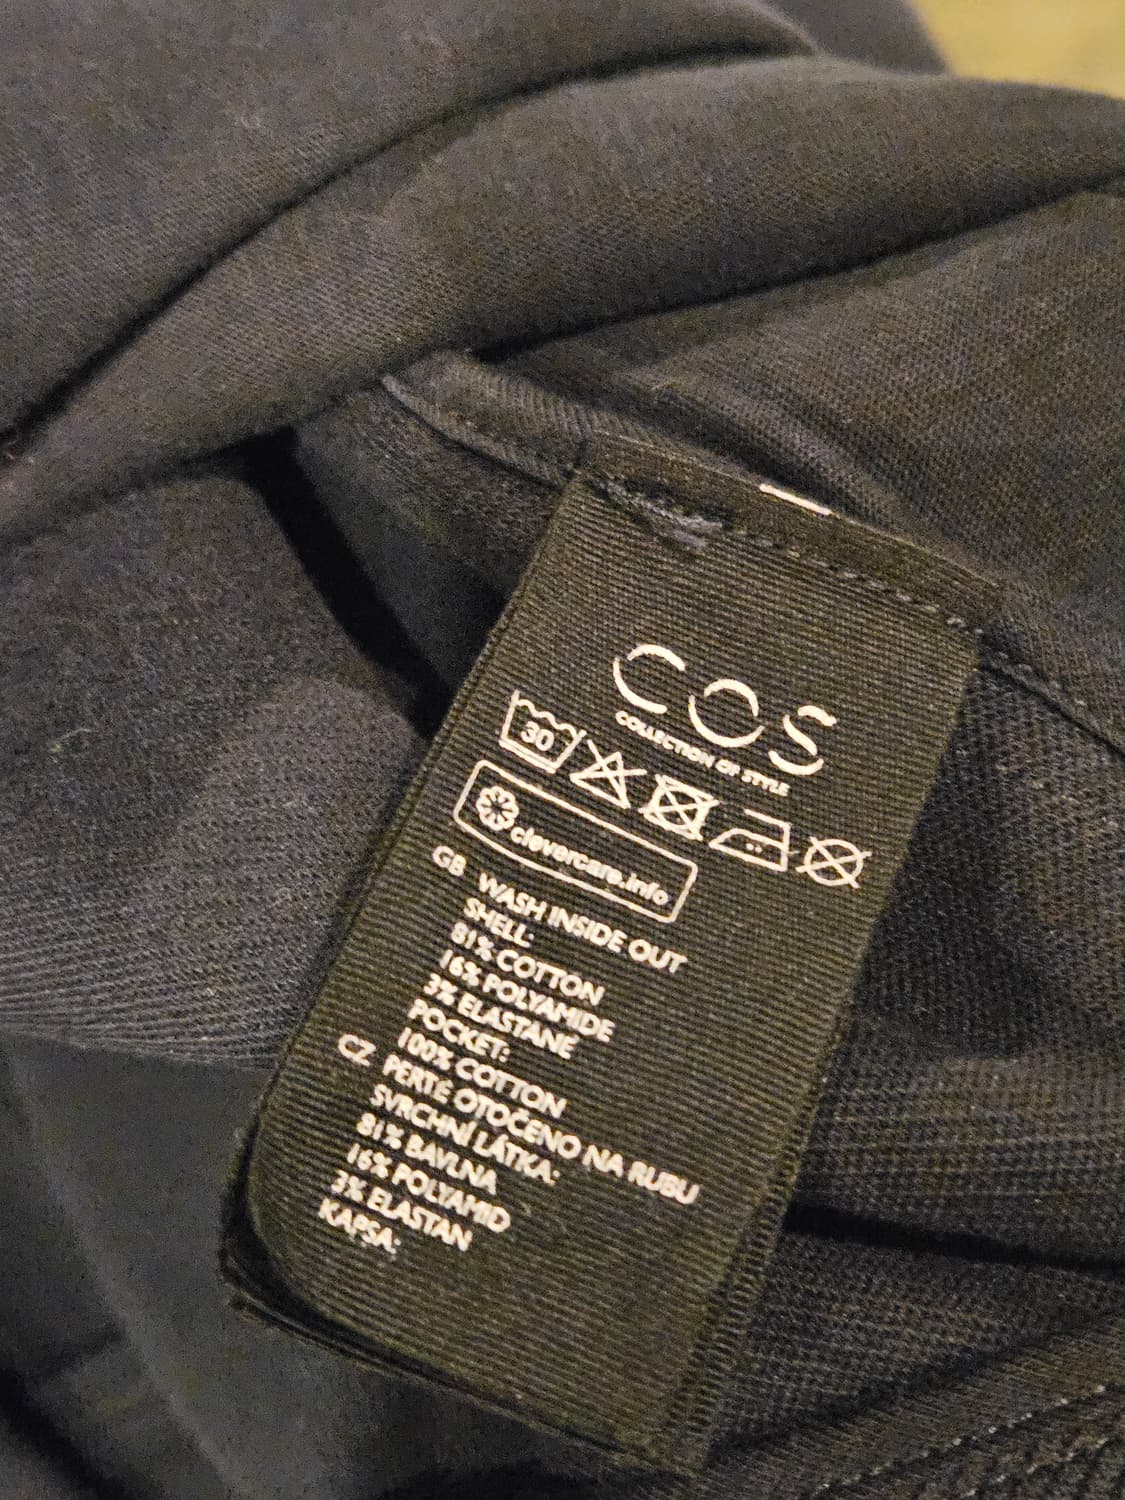 COS
COLLECTION OF STYLE
30
clevercare.info
GB WASH INSIDE OUT
SHELL:
81% COTTON
16% POLYAMIDE
3% ELASTANE
POCKET:
100% COTTON
CZ PERTE OTOČENO NA RUBU
SVRCHNÍ LÁTKA:
81% BAVLNA
16% POLYAMID
3% ELASTAN
KAPSA: